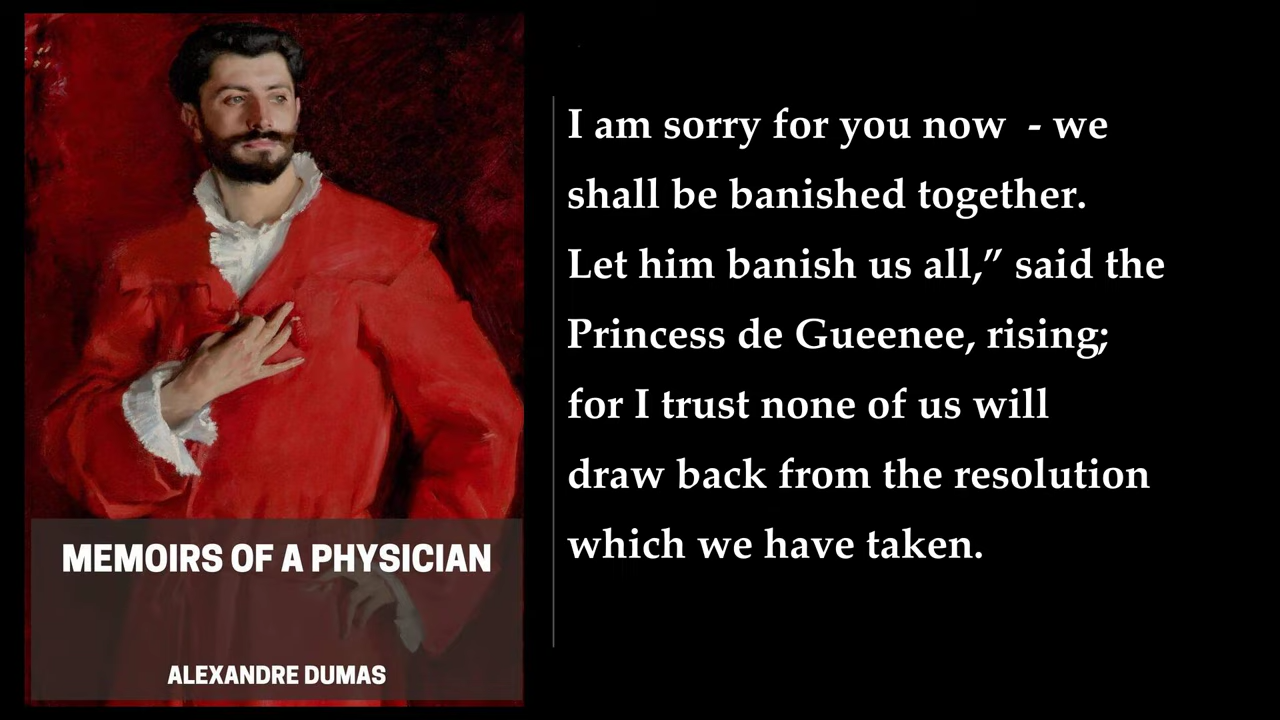 I am sorry for you now - we
shall be banished together.
Let him banish us all,” said the
Princess de Gueenee, rising;
for I trust none of us will
draw back from the resolution
which we have taken.
MEMOIRS OF A PHYSICIAN
ALEXANDRE DUMAS